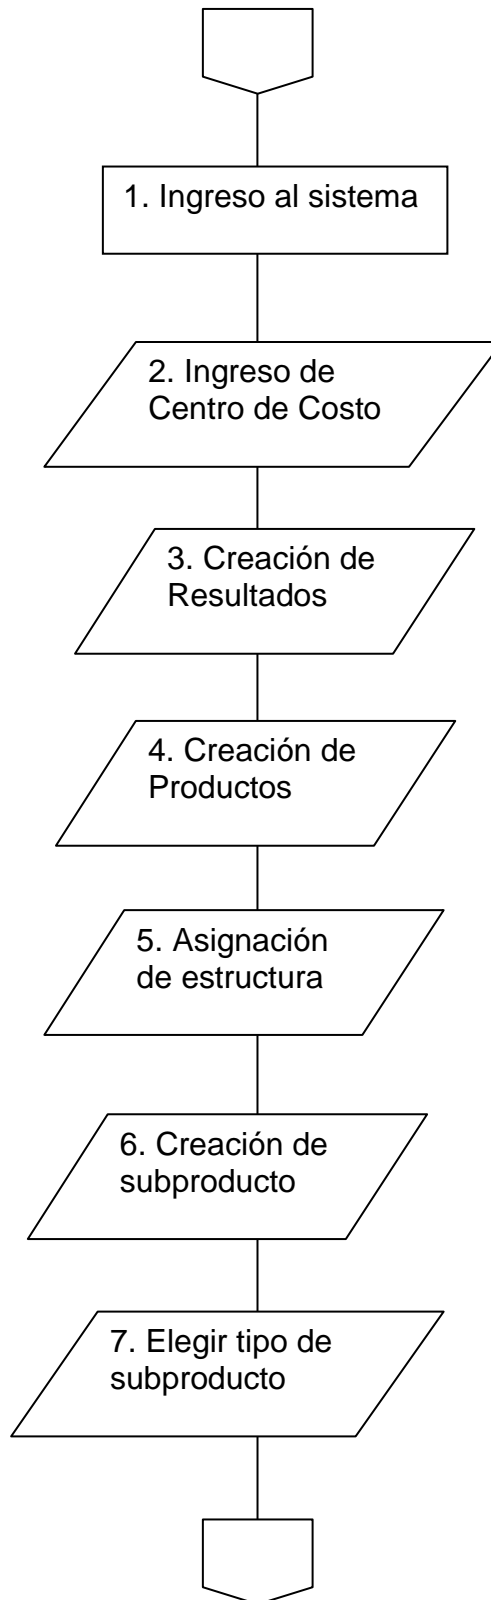 1. Ingreso al sistema
2. Ingreso de
Centro de Costo
3. Creación de
Resultados
4. Creación de
Productos
5. Asignación
de estructura
6. Creación de
subproducto
7. Elegir tipo de
subproducto